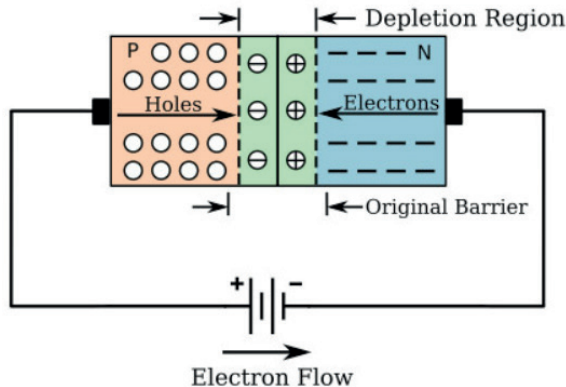 Depletion Region
P
N
Holes
Electrons
Original Barrier
+
-
Electron Flow